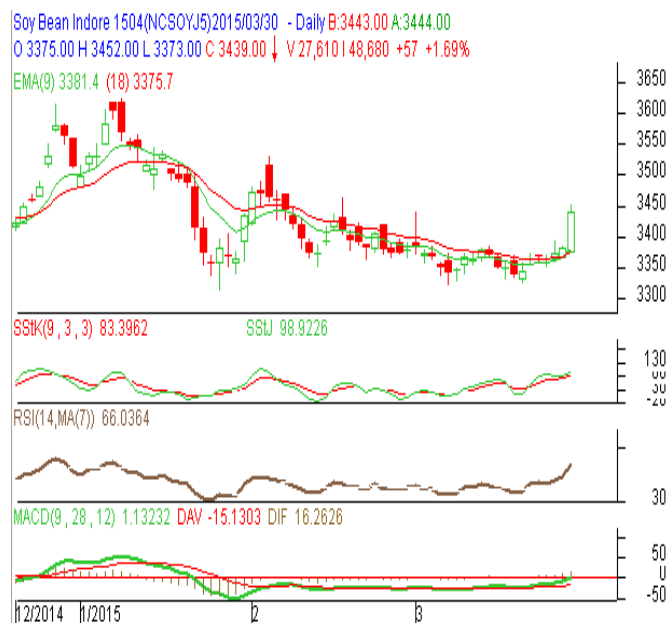 Soy Bean Indore 1504(NCSOYJ5)2015/03/30 - Daily B:3443.00 A:3444.00
O 3375.00 H 3452.00 L 3373.00 C 3439.00 ↓ V 27,610 I 48,680 +57 +1.69%
EMA(9) 3381.4 (18) 3375.7
3650
3600
3550
3500
3450
3400
3350
3300
SStK(9 , 3 , 3) 83.3962 SStJ 98.9226
130
RSI(14,MA(7)) 66.0364
30
MACD(9 , 28 , 12) 1.13232 DAV -15.1303 DIF 16.2626
50
-50
12/2014 1/2015 2 3